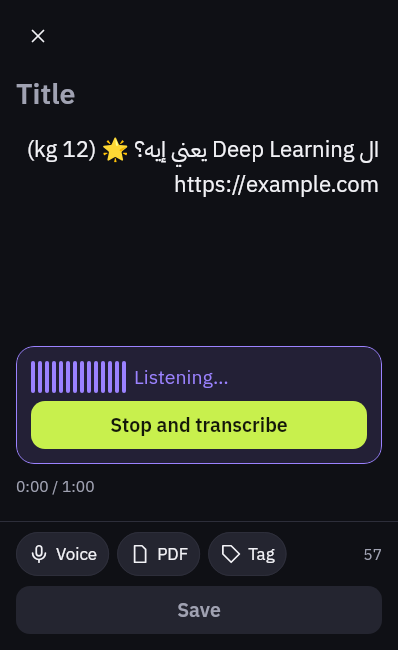 Title
ال Deep Learning يعني إيه؟ 🌟 (12 kg)
https://example.com
Listening...
Stop and transcribe
0:00 / 1:00
Voice
PDF
Tag
57
Save